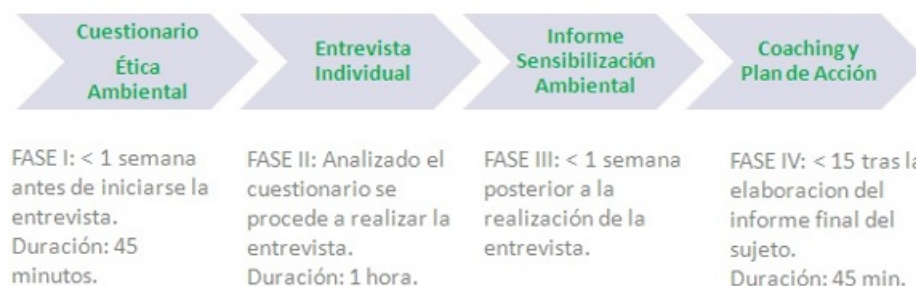 Cuestionario
Ética
Ambiental
Entrevista
Individual
Informe
Sensibilización
Ambiental
Coaching y
Plan de Acción
FASE I: < 1 semana
antes de iniciarse la
entrevista.
Duración: 45
minutos.
FASE II: Analizado el
cuestionario se
procede a realizar la
entrevista.
Duración: 1 hora.
FASE III: < 1 semana
posterior a la
realización de la
entrevista.
FASE IV: < 15 tras la
elaboracion del
informe final del
sujeto.
Duración: 45 min.